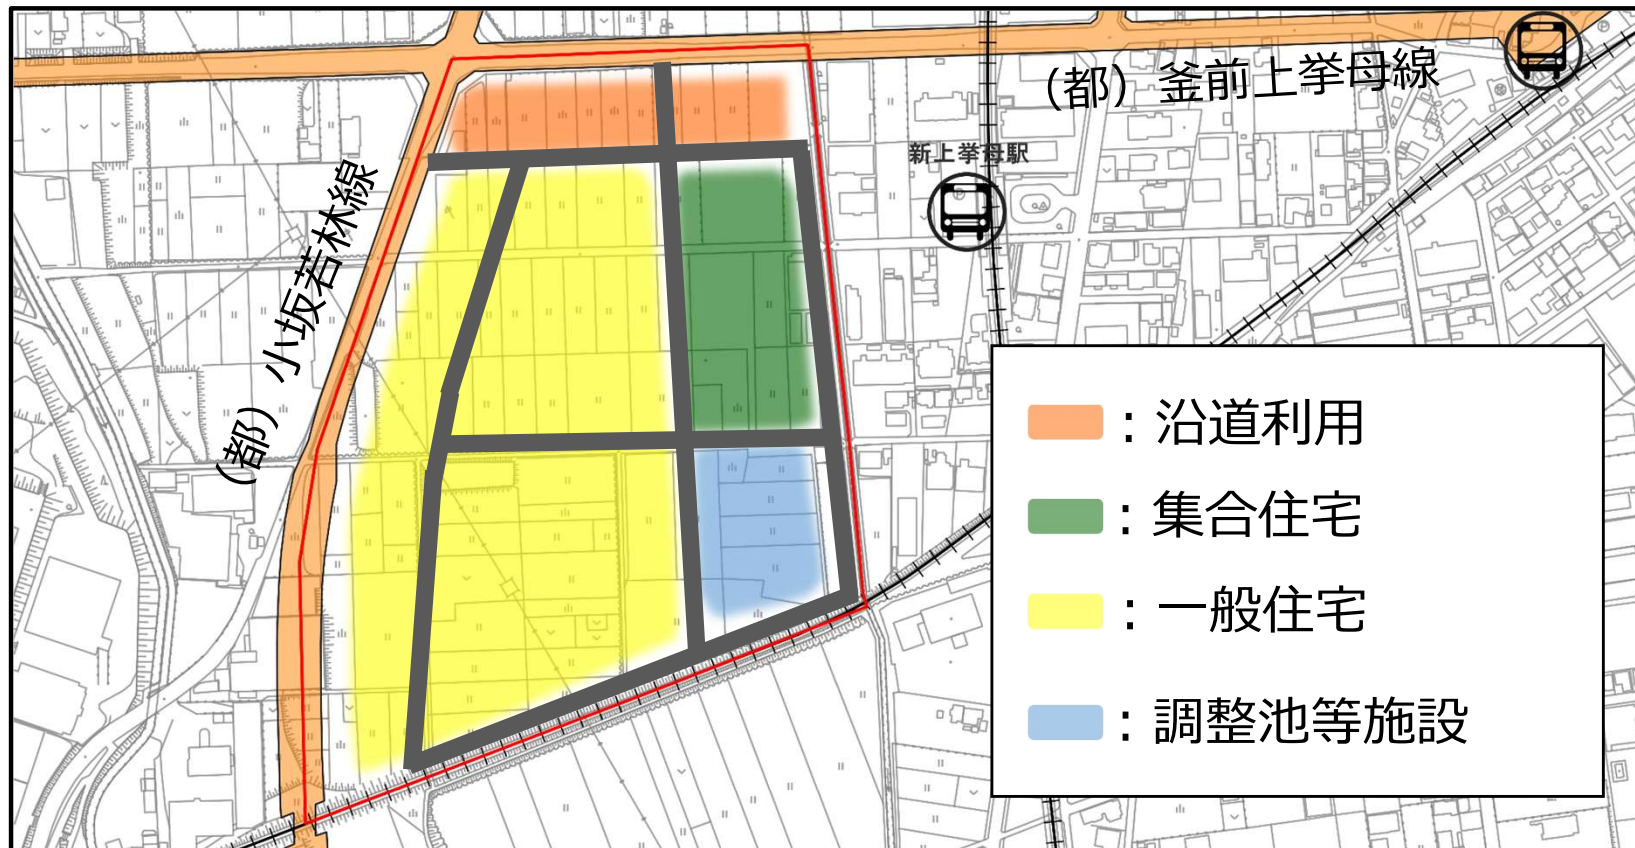 （都）釜前上挙母線
新上挙母駅
（都）小坂若林線
：沿道利用
：集合住宅
：一般住宅
：調整池等施設